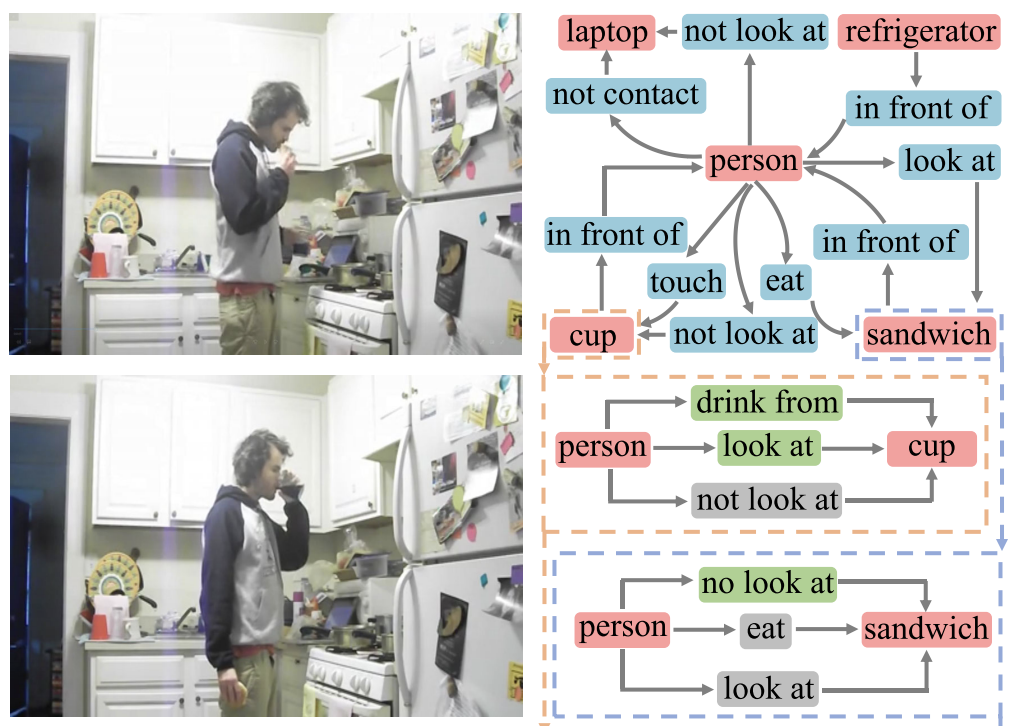 laptop
not look at
refrigerator
not contact
in front of
person
look at
in front of
in front of
touch
eat
cup
not look at
sandwich
drink from
person
look at
cup
not look at
no look at
person
eat
sandwich
look at